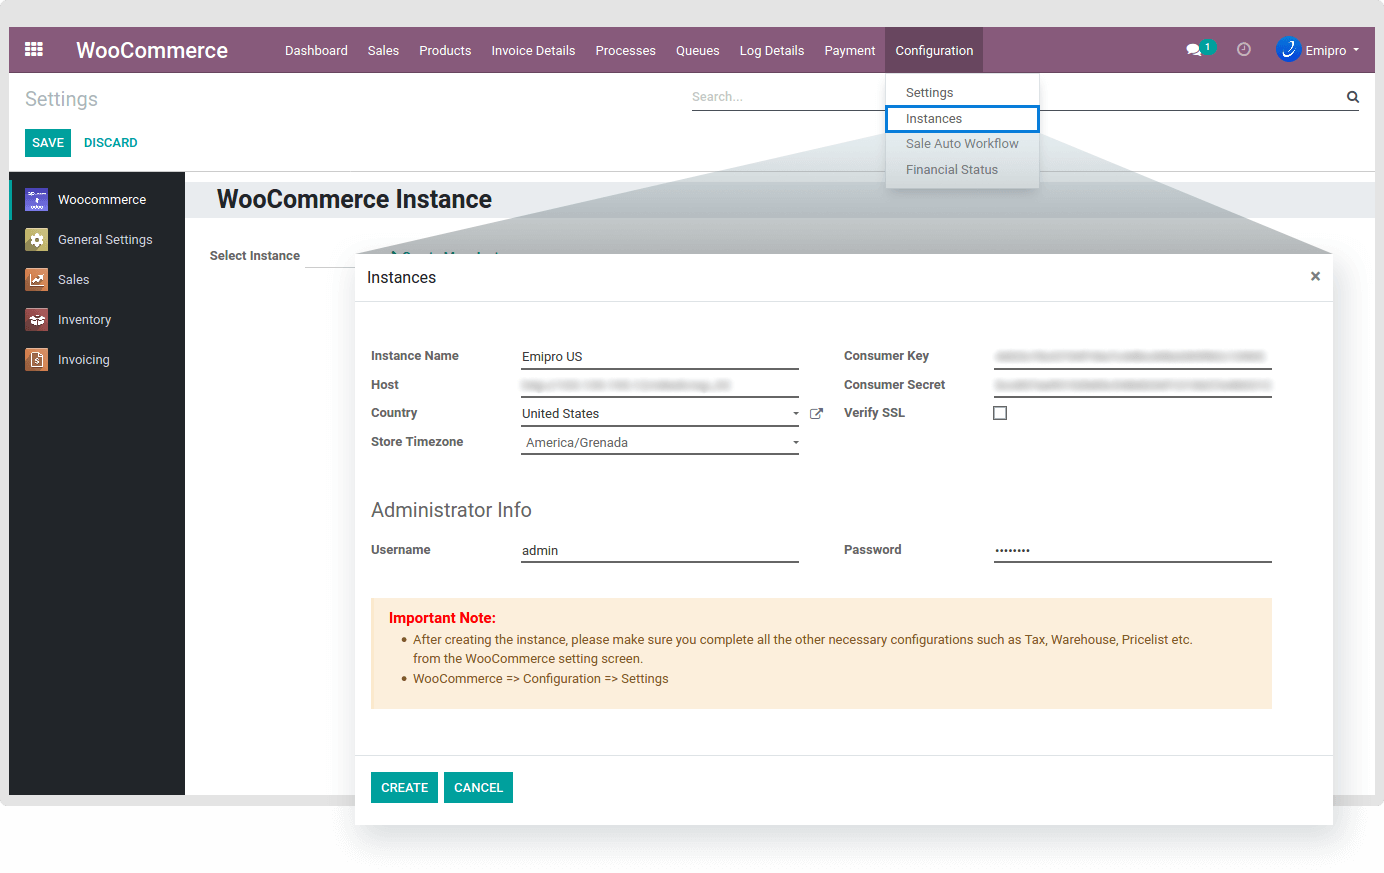 WooCommerce
Dashboard Sales Products Invoice Details Processes Queues Log Details Payment Configuration
1
Emipro
Settings
Search...
SAVE DISCARD
Settings
Instances
Sale Auto Workflow
Financial Status
Woocommerce
General Settings
Sales
Inventory
Invoicing
WooCommerce Instance
Select Instance
Instances
×
Instance Name Emipro US
Consumer Key
Host
Consumer Secret
Country United States
Verify SSL
Store Timezone America/Grenada
Administrator Info
Username admin
Password ••••••••
Important Note:
• After creating the instance, please make sure you complete all the other necessary configurations such as Tax, Warehouse, Pricelist etc.
from the WooCommerce setting screen.
• WooCommerce => Configuration => Settings
CREATE CANCEL